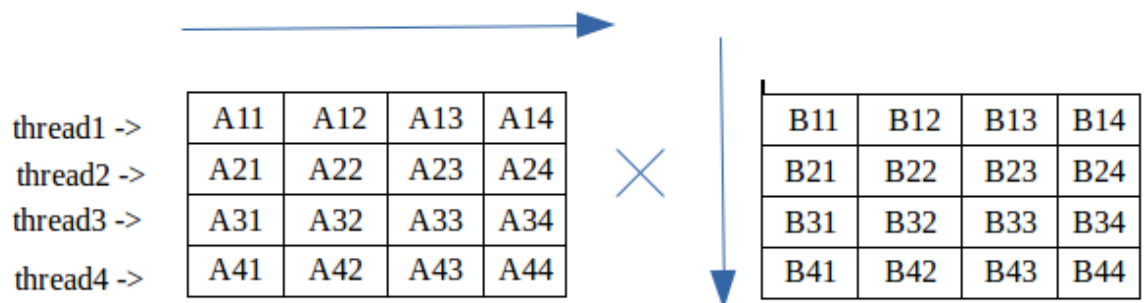 thread1 -> A11 A12 A13 A14 B11 B12 B13 B14
thread2 -> A21 A22 A23 A24 B21 B22 B23 B24
thread3 -> A31 A32 A33 A34 B31 B32 B33 B34
thread4 -> A41 A42 A43 A44 B41 B42 B43 B44